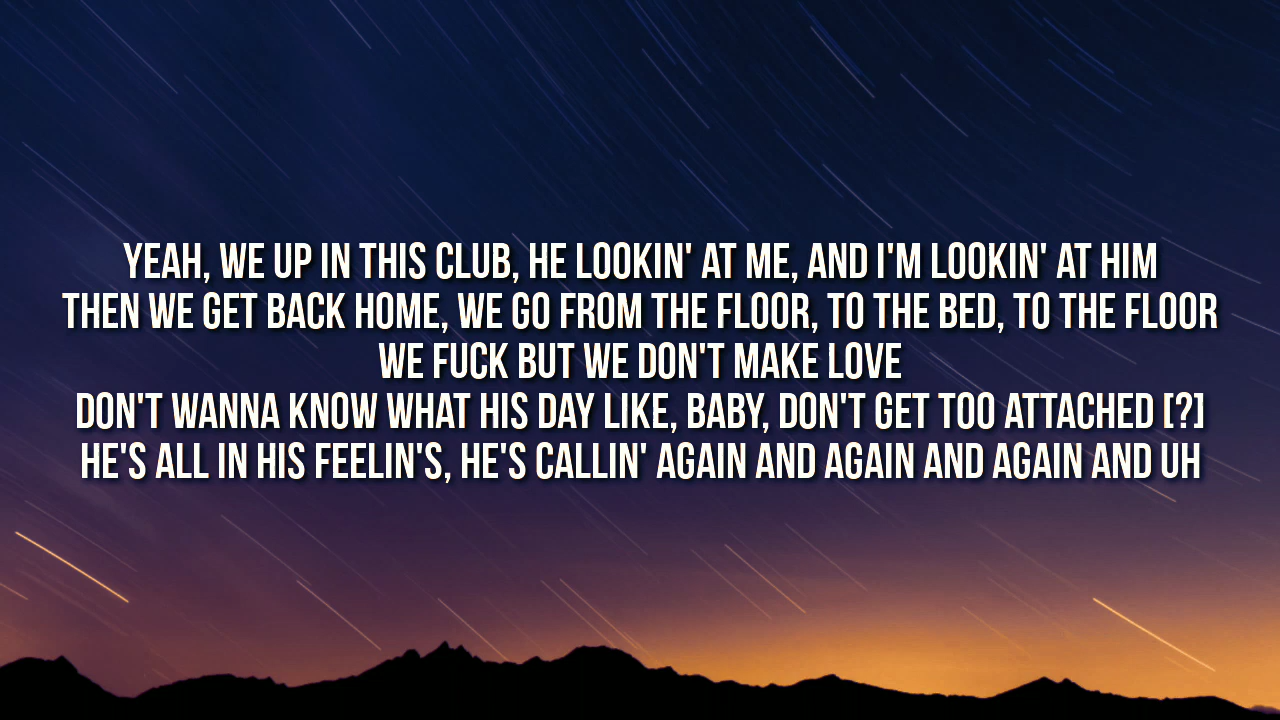 YEAH, WE UP IN THIS CLUB, HE LOOKIN' AT ME, AND I'M LOOKIN' AT HIM
THEN WE GET BACK HOME, WE GO FROM THE FLOOR, TO THE BED, TO THE FLOOR
WE FUCK BUT WE DON'T MAKE LOVE
DON'T WANNA KNOW WHAT HIS DAY LIKE, BABY, DON'T GET TOO ATTACHED [?]
HE'S ALL IN HIS FEELIN'S, HE'S CALLIN' AGAIN AND AGAIN AND AGAIN AND UH